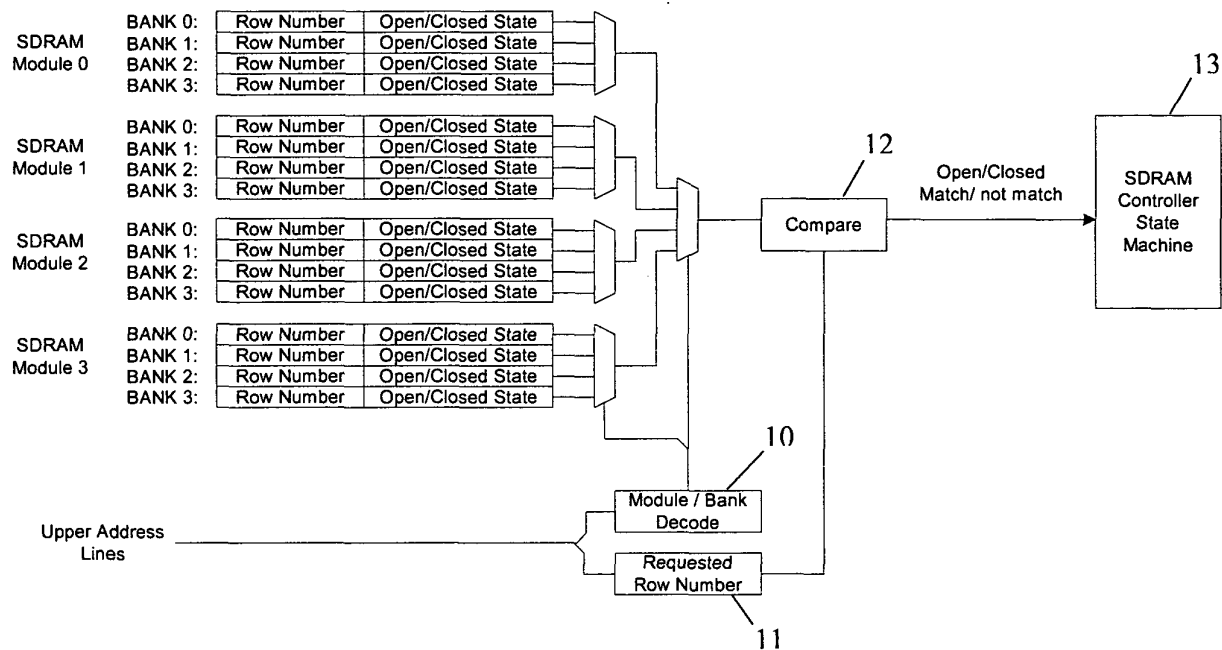 SDRAM
Module 0
BANK 0: Row Number Open/Closed State
BANK 1: Row Number Open/Closed State
BANK 2: Row Number Open/Closed State
BANK 3: Row Number Open/Closed State
SDRAM
Module 1
BANK 0: Row Number Open/Closed State
BANK 1: Row Number Open/Closed State
BANK 2: Row Number Open/Closed State
BANK 3: Row Number Open/Closed State
SDRAM
Module 2
BANK 0: Row Number Open/Closed State
BANK 1: Row Number Open/Closed State
BANK 2: Row Number Open/Closed State
BANK 3: Row Number Open/Closed State
SDRAM
Module 3
BANK 0: Row Number Open/Closed State
BANK 1: Row Number Open/Closed State
BANK 2: Row Number Open/Closed State
BANK 3: Row Number Open/Closed State
12
Compare
Open/Closed
Match/ not match
13
SDRAM
Controller
State
Machine
Upper Address
Lines
10
Module / Bank
Decode
Requested
Row Number
11